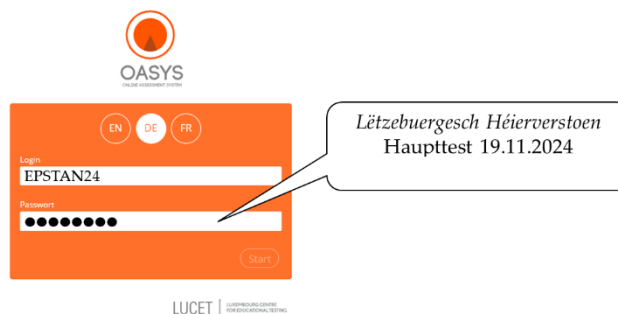 OASYS
ONLINE ASSESSMENT SYSTEM
EN DE FR
Login
EPSTAN24
Passwort
●●●●●●●●
Start
Lëtzebuergesch Héierverstoen
Haupttest 19.11.2024
LUCET
LUXEMBOURG CENTRE
FOR EDUCATIONAL TESTING